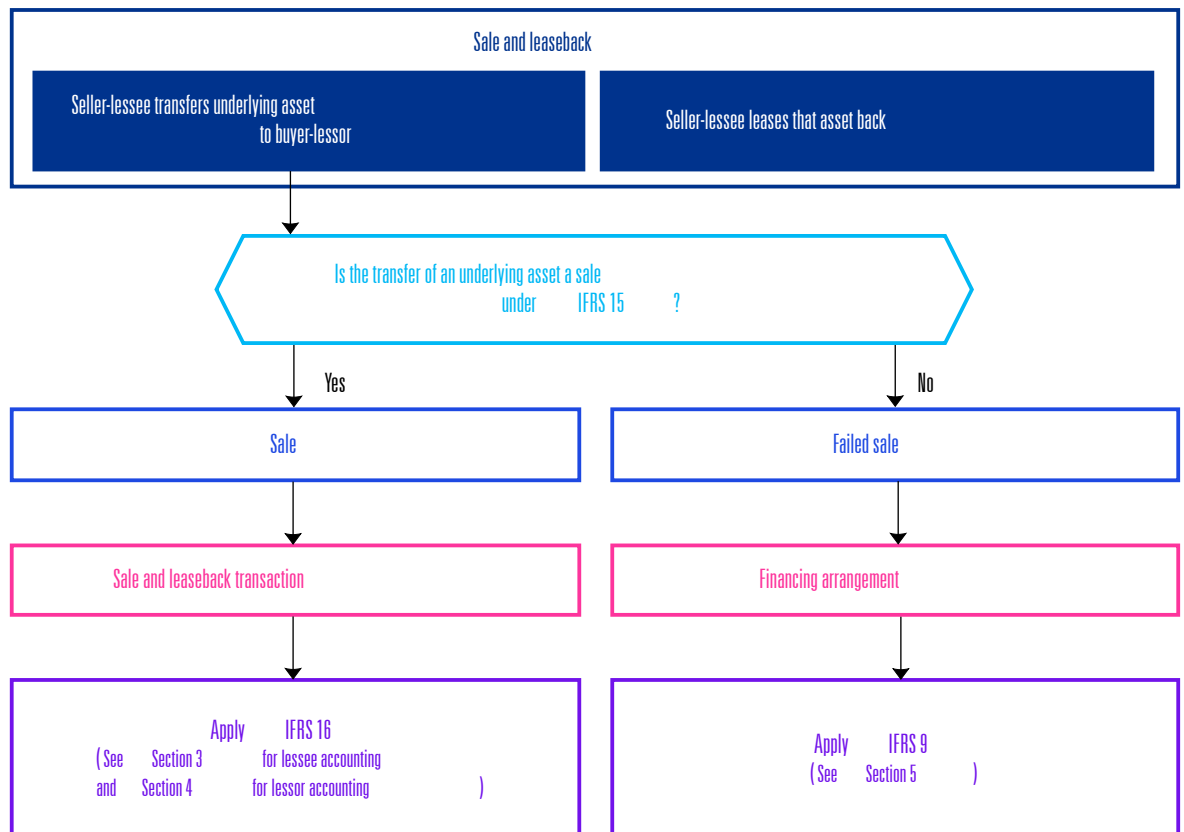 Sale and leaseback
Seller-lessee transfers underlying asset
to buyer-lessor
Seller-lessee leases that asset back
Is the transfer of an underlying asset a sale
under IFRS 15 ?
Yes
No
Sale
Failed sale
Sale and leaseback transaction
Financing arrangement
Apply IFRS 16
( See Section 3 for lessee accounting
and Section 4 for lessor accounting )
Apply IFRS 9
( See Section 5 )